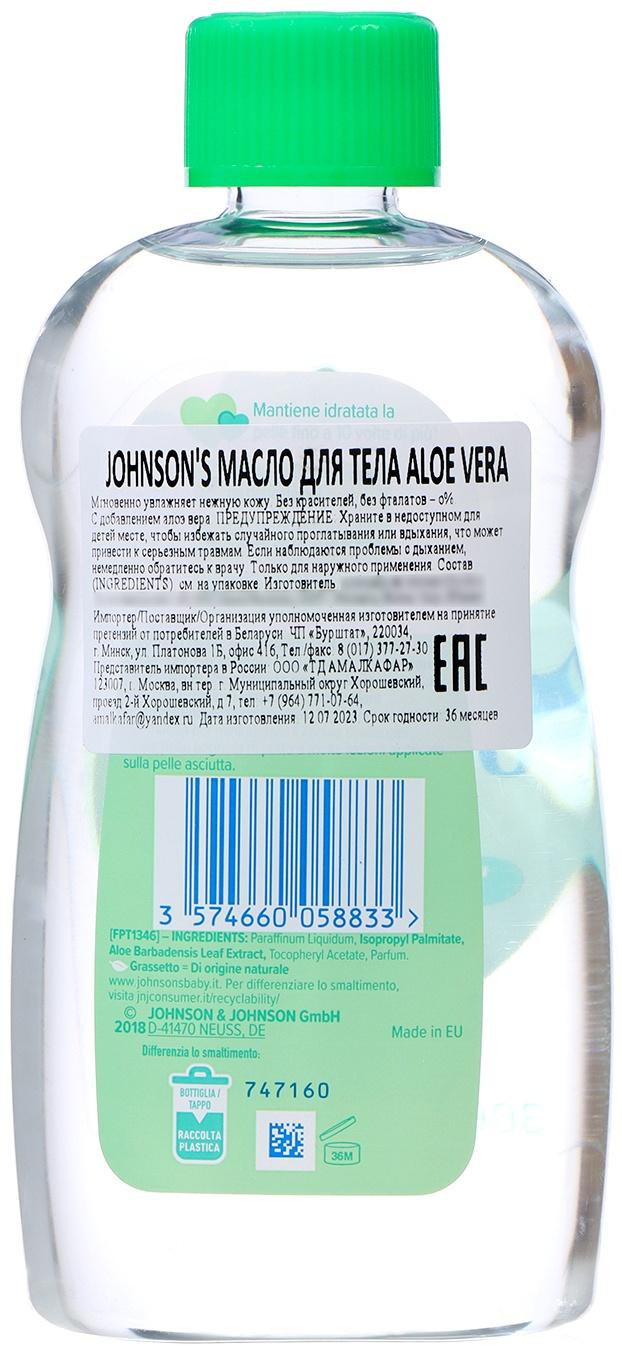 Mantiene idratata la
pelle fino a 10 volte di più
JOHNSON'S МАСЛО ДЛЯ ТЕЛА ALOE VERA
Мгновенно увлажняет нежную кожу. Без красителей, без фталатов – 0%
С добавлением алоэ вера. ПРЕДУПРЕЖДЕНИЕ: Храните в недоступном для
детей месте, чтобы избежать случайного проглатывания или вдыхания, что может
привести к серьезным травмам. Если наблюдаются проблемы с дыханием,
немедленно обратитесь к врачу. Только для наружного применения. Состав
(INGREDIENTS): см. на упаковке. Изготовитель:
Импортер/Поставщик/Организация уполномоченная изготовителем на принятие
претензий от потребителей в Беларуси: ЧП «Бурштат», 220034,
г. Минск, ул. Платонова 1Б, офис 416, Тел./факс: 8 (017) 377-27-30
Представитель импортера в России: ООО «ТД АМАЛКАФАР»
123007, г. Москва, вн.тер. г. Муниципальный округ Хорошевский,
проезд 2-й Хорошевский, д 7, тел. +7 (964) 771-07-64,
amalkafar@yandex.ru Дата изготовления: 12.07.2023 Срок годности: 36 месяцев
EAC
applicate
sulla pelle asciutta.
3 574660 058833 >
[FPT1346] – INGREDIENTS: Paraffinum Liquidum, Isopropyl Palmitate,
Aloe Barbadensis Leaf Extract, Tocopheryl Acetate, Parfum.
Grassetto = Di origine naturale
www.johnsonsbaby.it. Per differenziare lo smaltimento,
visita jnjconsumer.it/recyclability/
© JOHNSON & JOHNSON GmbH
2018 D-41470 NEUSS, DE
Made in EU
Differenzia lo smaltimento:
BOTTIGLIA /
TAPPO
RACCOLTA
PLASTICA
747160
36M